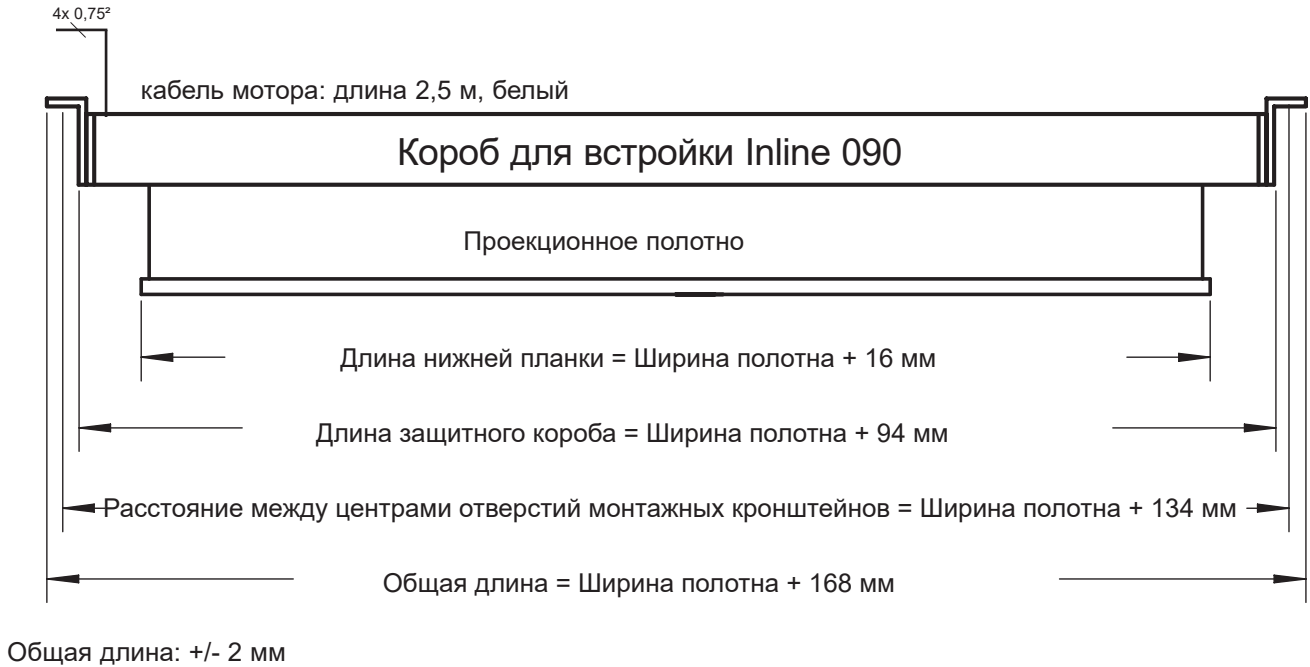 4x 0,75²
кабель мотора: длина 2,5 м, белый
Короб для встройки Inline 090
Проекционное полотно
Длина нижней планки = Ширина полотна + 16 мм
Длина защитного короба = Ширина полотна + 94 мм
Расстояние между центрами отверстий монтажных кронштейнов = Ширина полотна + 134 мм
Общая длина = Ширина полотна + 168 мм
Общая длина: +/- 2 мм